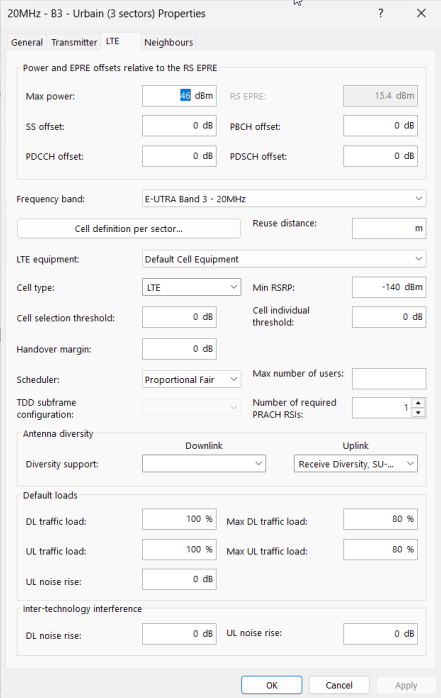 20MHz - B3 - Urbain (3 sectors) Properties ?
General Transmitter LTE Neighbours
Power and EPRE offsets relative to the RS EPRE
Max power: 46 dBm RS EPRE: 15.4 dBm
SS offset: 0 dB PBCH offset: 0 dB
PDCCH offset: 0 dB PDSCH offset: 0 dB
Frequency band: E-UTRA Band 3 - 20MHz
Cell definition per sector... Reuse distance: m
LTE equipment: Default Cell Equipment
Cell type: LTE Min RSRP: -140 dBm
Cell selection threshold: 0 dB Cell individual threshold: 0 dB
Handover margin: 0 dB
Scheduler: Proportional Fair Max number of users:
TDD subframe configuration: Number of required PRACH RSIs: 1
Antenna diversity
Downlink Uplink
Diversity support: Receive Diversity, SU-...
Default loads
DL traffic load: 100 % Max DL traffic load: 80 %
UL traffic load: 100 % Max UL traffic load: 80 %
UL noise rise: 0 dB
Inter-technology interference
DL noise rise: 0 dB UL noise rise: 0 dB
OK Cancel Apply